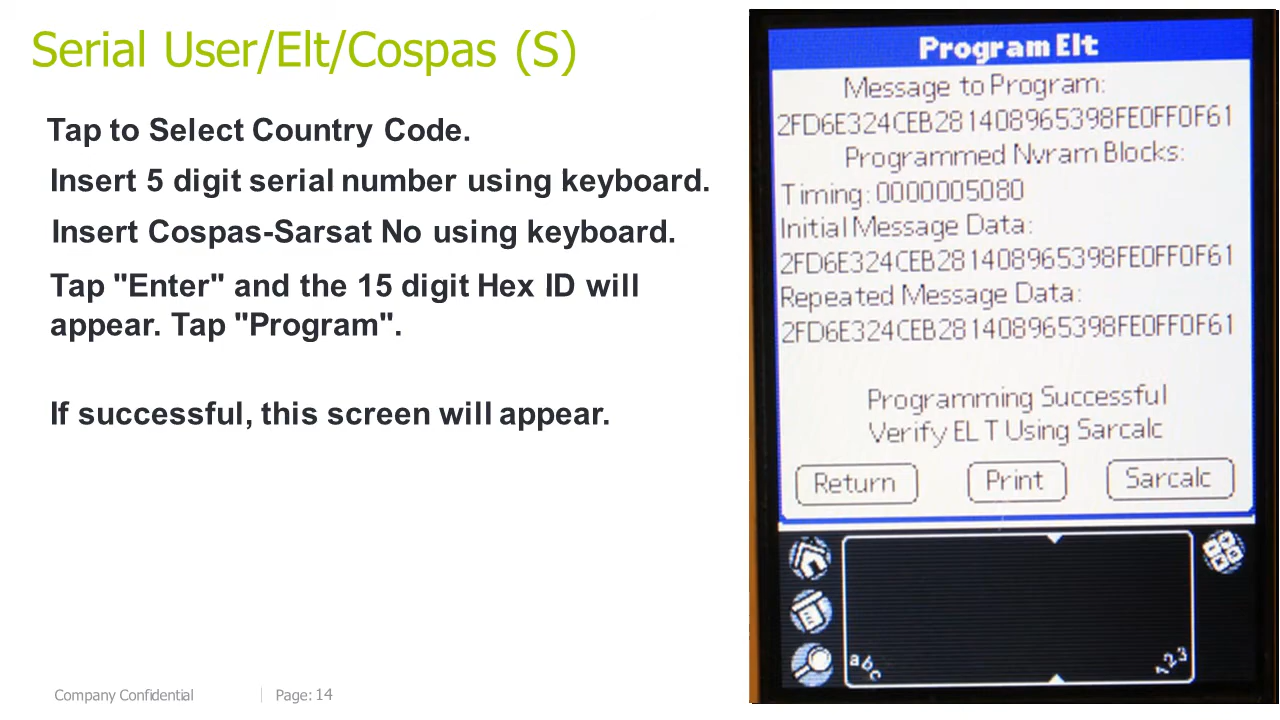 Serial User/Elt/Cospas (S)
Tap to Select Country Code.
Insert 5 digit serial number using keyboard.
Insert Cospas-Sarsat No using keyboard.
Tap "Enter" and the 15 digit Hex ID will
appear. Tap "Program".
If successful, this screen will appear.
Company Confidential
Page: 14
Program Elt
Message to Program:
2FD6E324CEB281408965398FE0FF0F61
Programmed Nvram Blocks:
Timing: 0000005080
Initial Message Data:
2FD6E324CEB281408965398FE0FF0F61
Repeated Message Data:
2FD6E324CEB281408965398FE0FF0F61
Programming Successful
Verify ELT Using Sarcalc
Return
Print
Sarcalc
abc
123